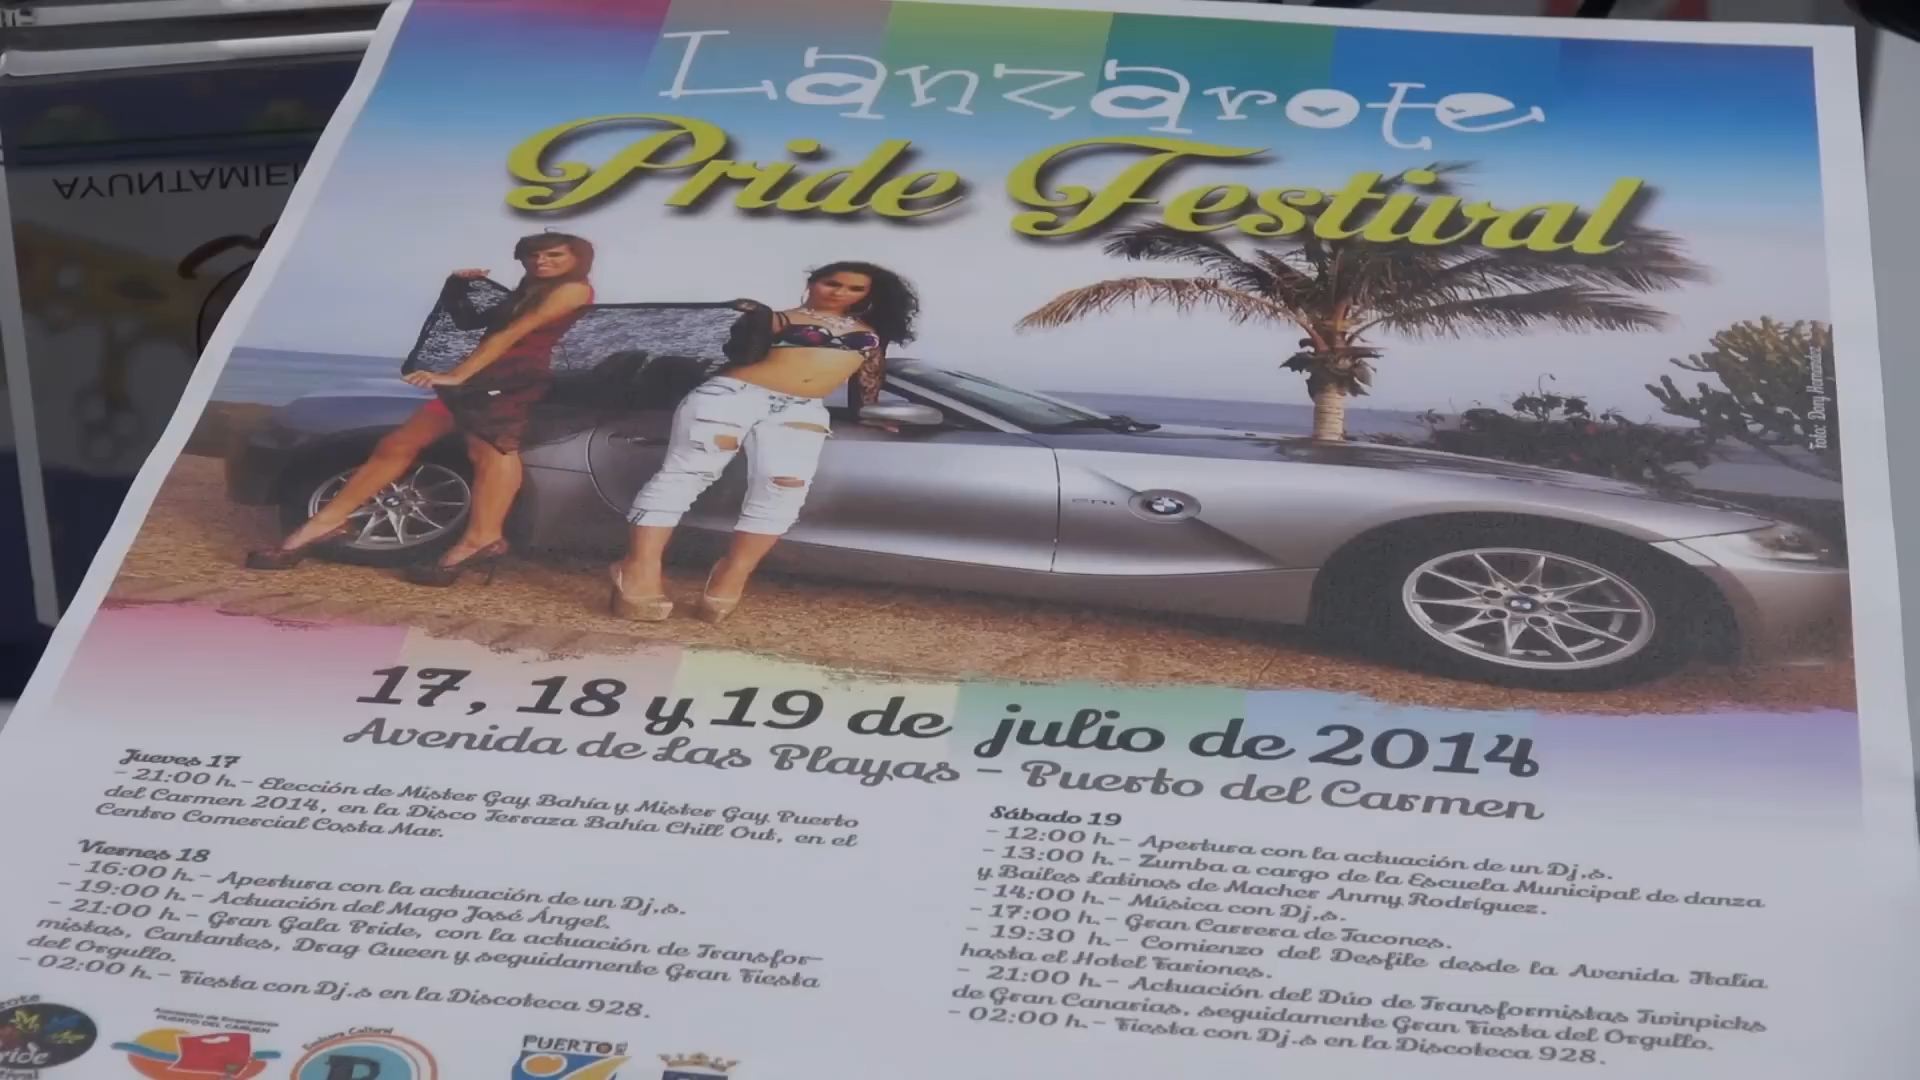 AYUNTAMIE
Lanzarote
Pride Festival
Foto: Dory Hernández
17, 18 y 19 de julio de 2014
Avenida de Las Playas - Puerto del Carmen
Jueves 17
- 21:00 h.- Elección de Mister Gay Bahía y Mister Gay Puerto
del Carmen 2014, en la Disco Terraza Bahía Chill Out, en el
Centro Comercial Costa Mar.
Viernes 18
- 16:00 h.- Apertura con la actuación de un Dj,s.
- 19:00 h.- Actuación del Mago José Ángel.
- 21:00 h.- Gran Gala Pride, con la actuación de Transfor-
mistas, Cantantes, Drag Queen y seguidamente Gran Fiesta
del Orgullo.
- 02:00 h.- Fiesta con Dj.s en la Discoteca 928.
Sábado 19
- 12:00 h.- Apertura con la actuación de un Dj,s.
- 13:00 h.- Zumba a cargo de la Escuela Municipal de danza
y Bailes Latinos de Macher Anmy Rodríguez.
- 14:00 h.- Música con Dj,s.
- 17:00 h.- Gran Carrera de Tacones.
- 19:30 h.- Comienzo del Desfile desde la Avenida Italia
hasta el Hotel Fariones.
- 21:00 h.- Actuación del Dúo de Transformistas Twinpicks
de Gran Canarias, seguidamente Gran Fiesta del Orgullo.
- 02:00 h.- Fiesta con Dj.s en la Discoteca 928.
PUERTO DEL CARMEN
PUERTO